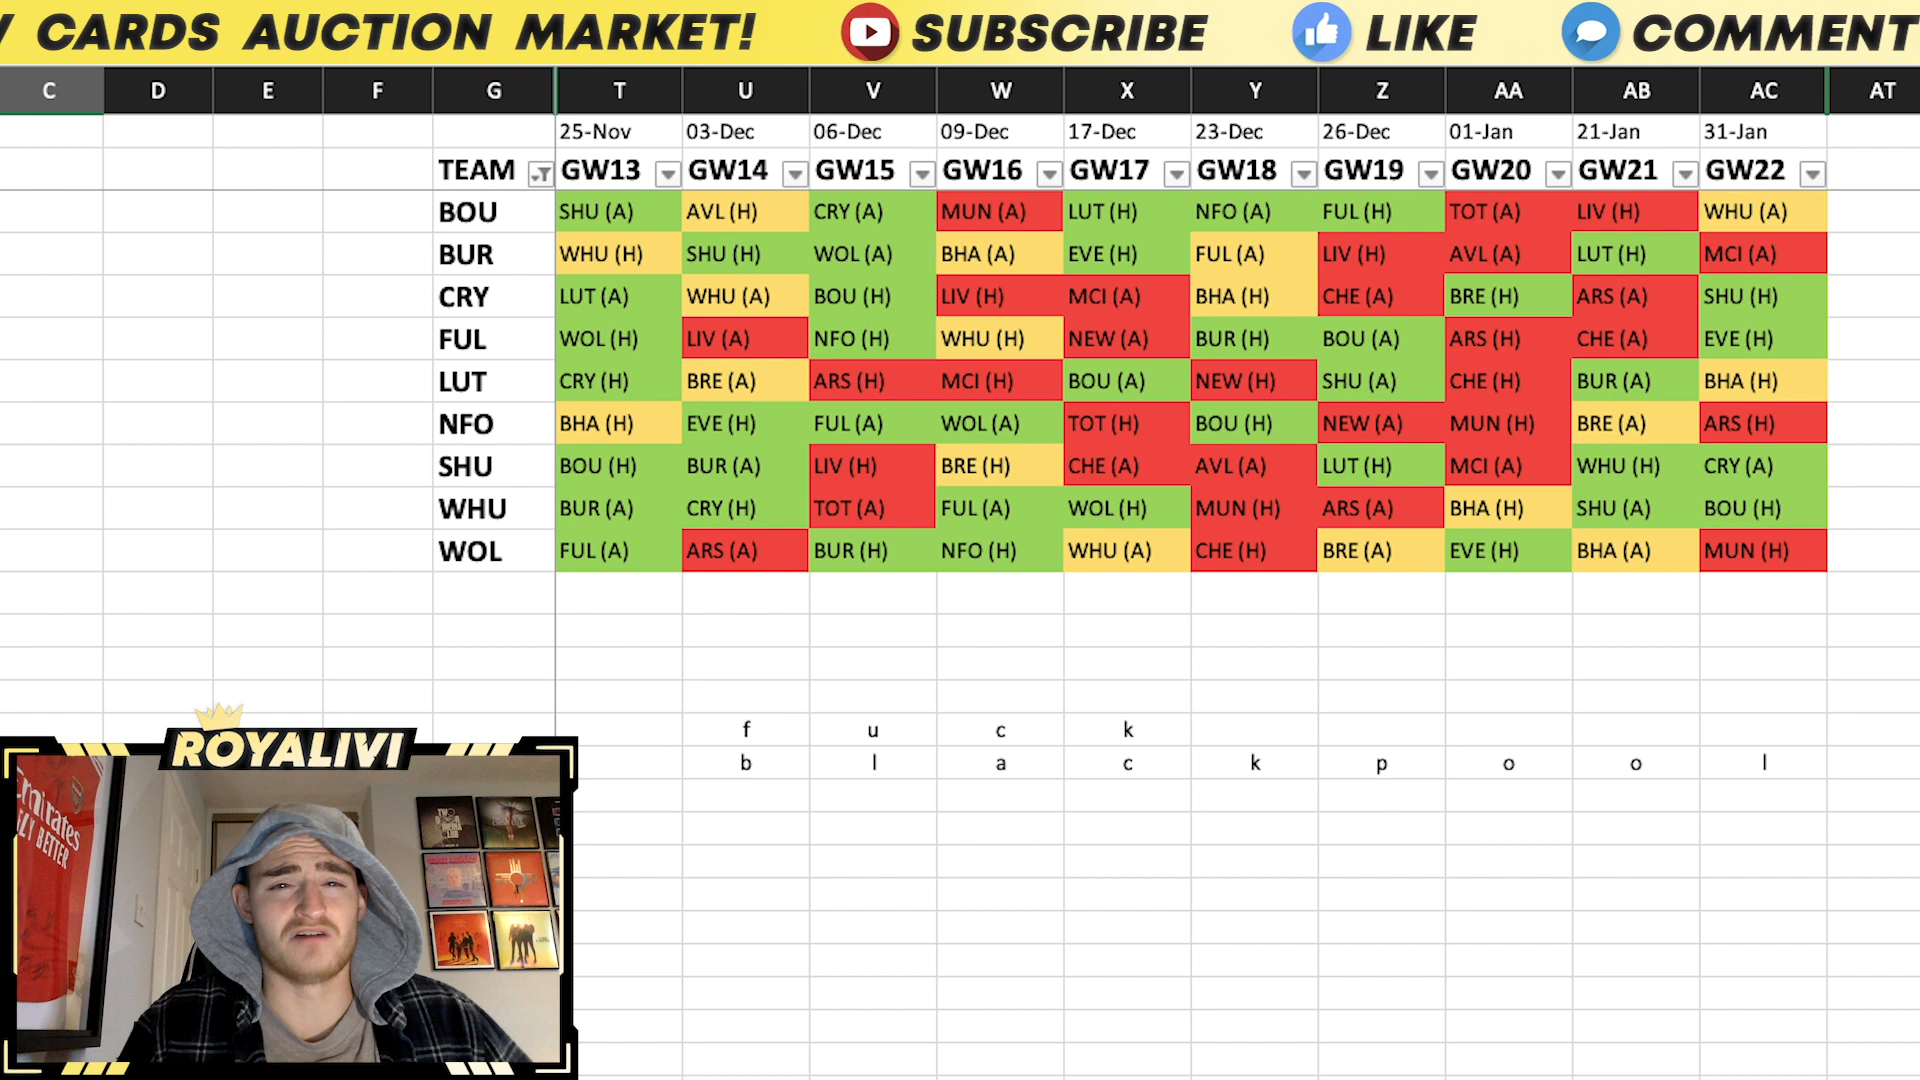 CARDS AUCTION MARKET! SUBSCRIBE LIKE COMMENT
C D E F G T U V W X Y Z AA AB AC AT
25-Nov 03-Dec 06-Dec 09-Dec 17-Dec 23-Dec 26-Dec 01-Jan 21-Jan 31-Jan
TEAM GW13 GW14 GW15 GW16 GW17 GW18 GW19 GW20 GW21 GW22
BOU SHU (A) AVL (H) CRY (A) MUN (A) LUT (H) NFO (A) FUL (H) TOT (A) LIV (H) WHU (A)
BUR WHU (H) SHU (H) WOL (A) BHA (A) EVE (H) FUL (A) LIV (H) AVL (A) LUT (H) MCI (A)
CRY LUT (A) WHU (A) BOU (H) LIV (H) MCI (A) BHA (H) CHE (A) BRE (H) ARS (A) SHU (H)
FUL WOL (H) LIV (A) NFO (H) WHU (H) NEW (A) BUR (H) BOU (A) ARS (H) CHE (A) EVE (H)
LUT CRY (H) BRE (A) ARS (H) MCI (H) BOU (A) NEW (H) SHU (A) CHE (H) BUR (A) BHA (H)
NFO BHA (H) EVE (H) FUL (A) WOL (A) TOT (H) BOU (H) NEW (A) MUN (H) BRE (A) ARS (H)
SHU BOU (H) BUR (A) LIV (H) BRE (H) CHE (A) AVL (A) LUT (H) MCI (A) WHU (H) CRY (A)
WHU BUR (A) CRY (H) TOT (A) FUL (A) WOL (H) MUN (H) ARS (A) BHA (H) SHU (A) BOU (H)
WOL FUL (A) ARS (A) BUR (H) NFO (H) WHU (A) CHE (H) BRE (A) EVE (H) BHA (A) MUN (H)
f u c k
b l a c k p o o l
ROYALIVI
Emirates
FLY BETTER